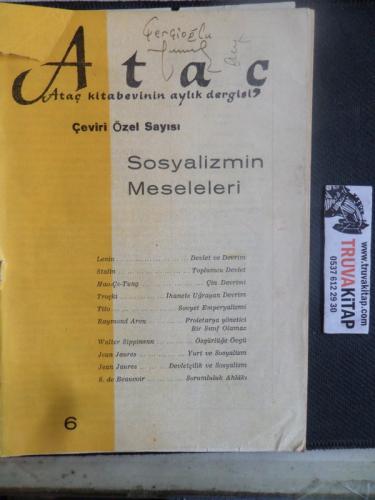 Ataç
Ataç kitabevinin aylık dergisi
Çeviri Özel Sayısı
Sosyalizmin
Meseleleri
Lenin ............ Devlet ve Devrim
Stalin ............ Toplumcu Devlet
Mao-Çe-Tung ............ Çin Devrimi
Troçki ............ İhanete Uğrayan Devrim
Tito ............ Sovyet Emperyalizmi
Raymond Aron ............ Proletarya yönetici
Bir Sınıf Olamaz
Walter Lippmann ............ Özgürlüğe Övgü
Jean Jaures ............ Yurt ve Sosyalizm
Jean Jaures ............ Devletçilik ve Sosyalizm
S. de Beauvoir ............ Sorumluluk Ahlâkı
6
www.truvakitap.com
TRUVAKiTAP
0537 612 29 30